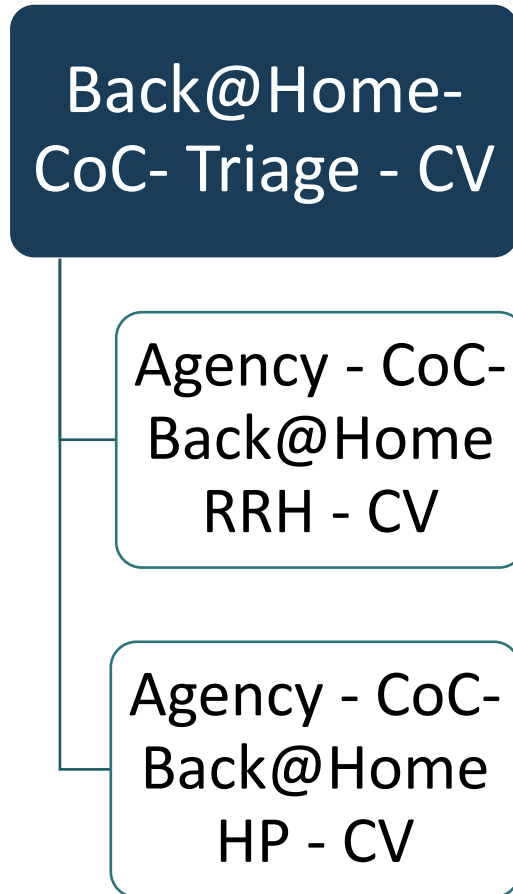 Back@Home-
CoC- Triage - CV
Agency - CoC-
Back@Home
RRH - CV
Agency - CoC-
Back@Home
HP - CV